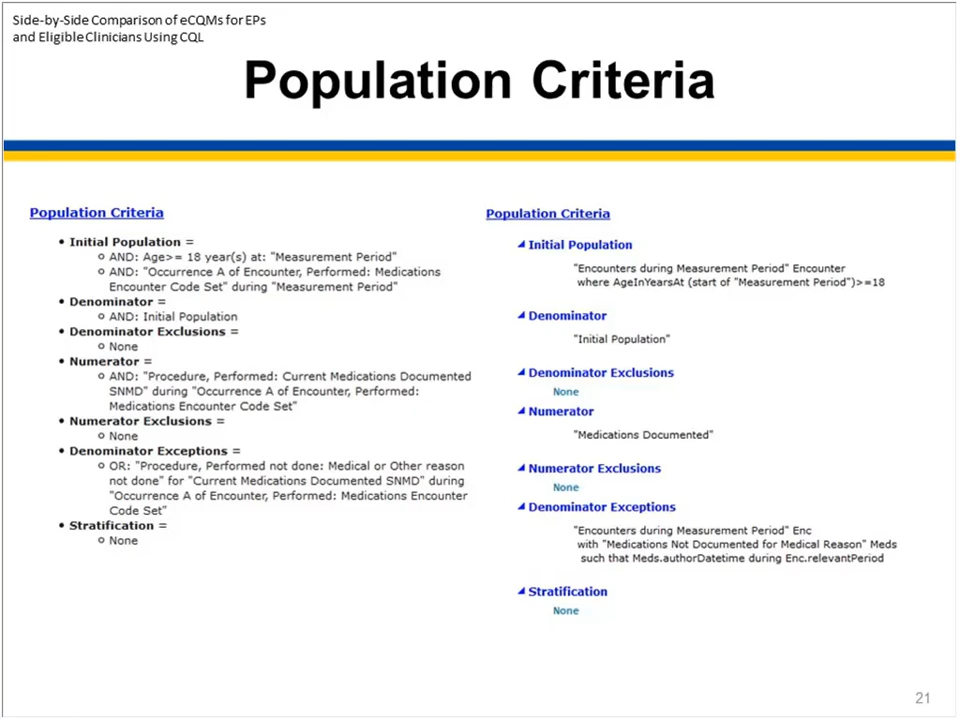 Side-by-Side Comparison of eCQMs for EPs
and Eligible Clinicians Using CQL
Population Criteria
Population Criteria
• Initial Population =
o AND: Age>= 18 year(s) at: "Measurement Period"
o AND: "Occurrence A of Encounter, Performed: Medications
Encounter Code Set" during "Measurement Period"
• Denominator =
o AND: Initial Population
• Denominator Exclusions =
o None
• Numerator =
o AND: "Procedure, Performed: Current Medications Documented
SNMD" during "Occurrence A of Encounter, Performed:
Medications Encounter Code Set"
• Numerator Exclusions =
o None
• Denominator Exceptions =
o OR: "Procedure, Performed not done: Medical or Other reason
not done" for "Current Medications Documented SNMD" during
"Occurrence A of Encounter, Performed: Medications Encounter
Code Set"
• Stratification =
o None
Population Criteria
Initial Population
"Encounters during Measurement Period" Encounter
where AgeInYearsAt (start of "Measurement Period")>=18
Denominator
"Initial Population"
Denominator Exclusions
None
Numerator
"Medications Documented"
Numerator Exclusions
None
Denominator Exceptions
"Encounters during Measurement Period" Enc
with "Medications Not Documented for Medical Reason" Meds
such that Meds.authorDatetime during Enc.relevantPeriod
Stratification
None
21